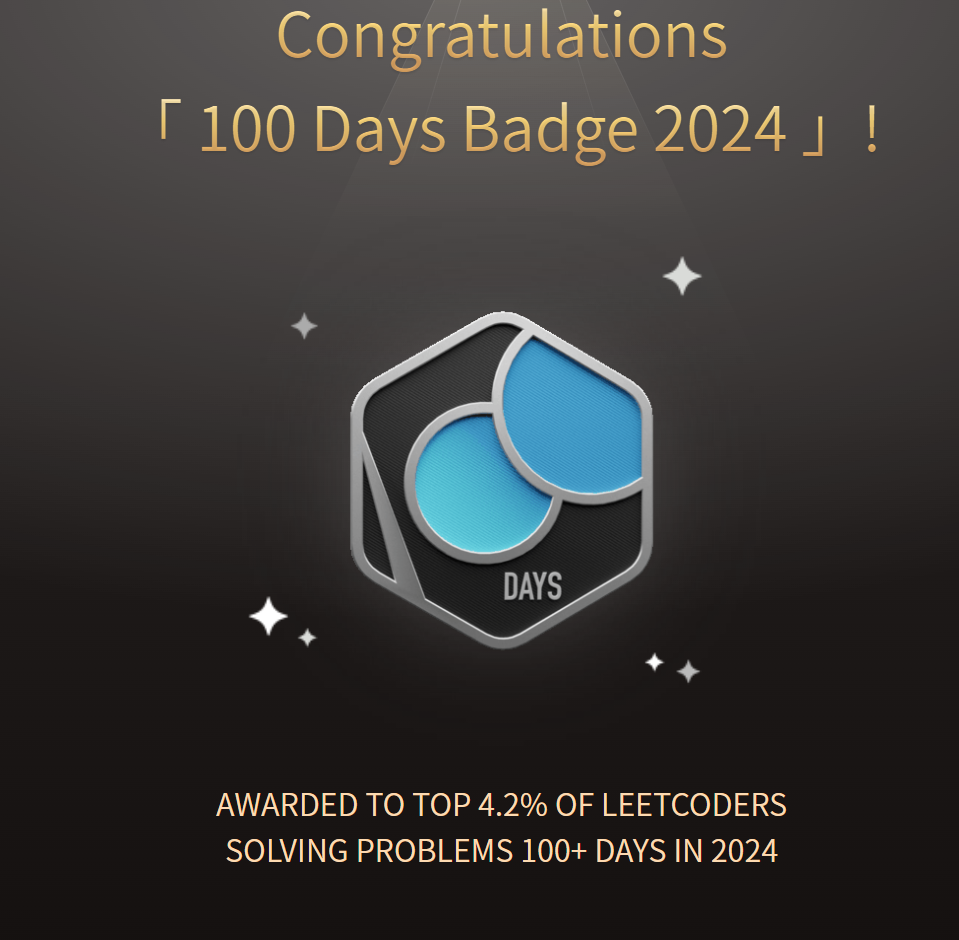 Congratulations
「 100 Days Badge 2024 」!
DAYS
AWARDED TO TOP 4.2% OF LEETCODERS
SOLVING PROBLEMS 100+ DAYS IN 2024